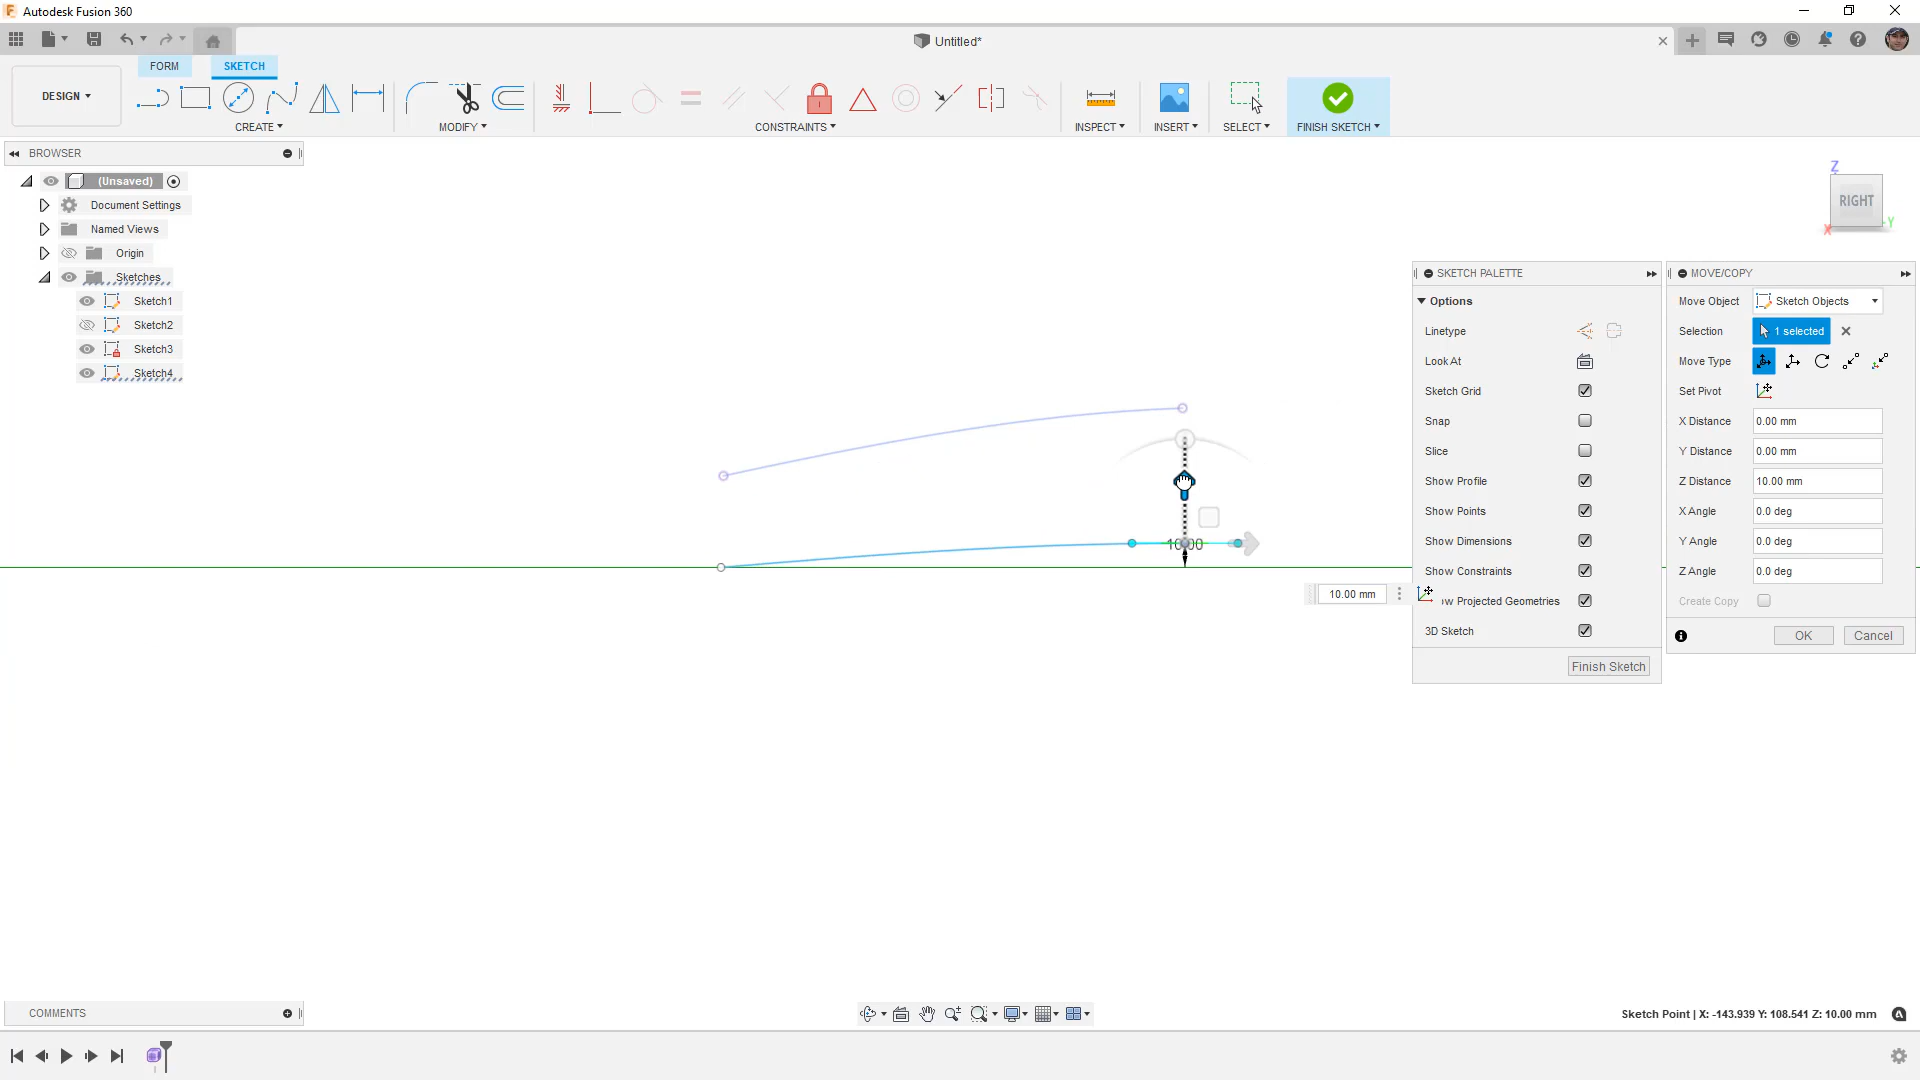 Autodesk Fusion 360
Untitled*
FORM
SKETCH
DESIGN
CREATE
MODIFY
CONSTRAINTS
INSPECT
INSERT
SELECT
FINISH SKETCH
BROWSER
(Unsaved)
Document Settings
Named Views
Origin
Sketches
Sketch1
Sketch2
Sketch3
Sketch4
Z
RIGHT
X
Y
SKETCH PALETTE
Options
Linetype
Look At
Sketch Grid
Snap
Slice
Show Profile
Show Points
Show Dimensions
Show Constraints
w Projected Geometries
3D Sketch
Finish Sketch
MOVE/COPY
Move Object Sketch Objects
Selection 1 selected
Move Type
Set Pivot
X Distance 0.00 mm
Y Distance 0.00 mm
Z Distance 10.00 mm
X Angle 0.0 deg
Y Angle 0.0 deg
Z Angle 0.0 deg
Create Copy
OK Cancel
10.00
10.00 mm
COMMENTS
Sketch Point | X: -143.939 Y: 108.541 Z: 10.00 mm